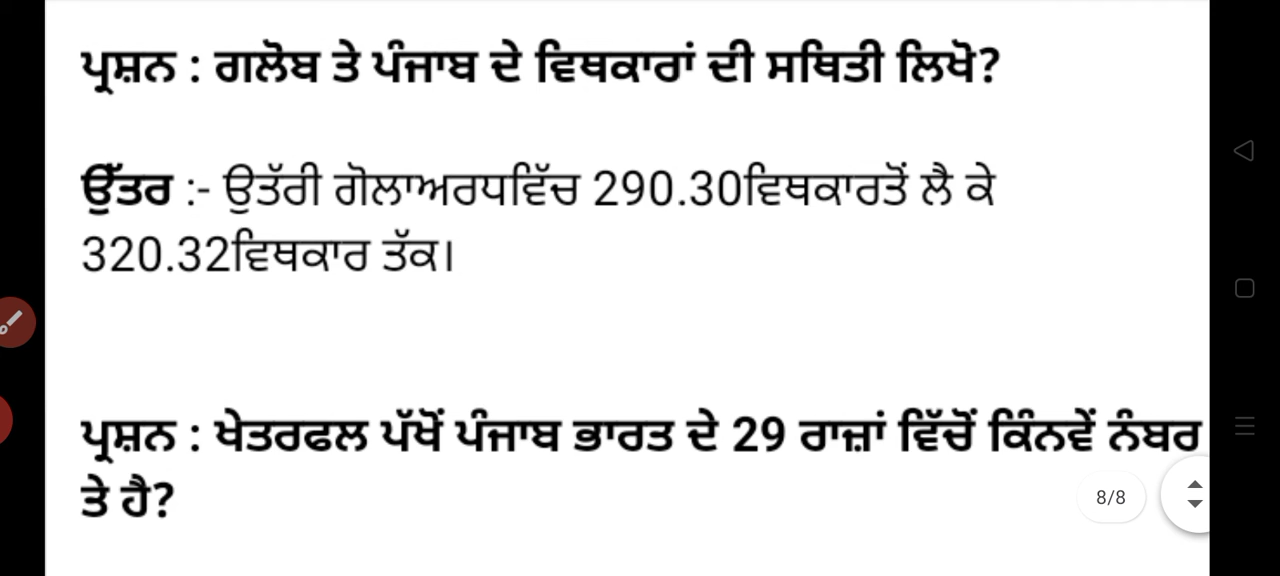 ਪ੍ਰਸ਼ਨ : ਗਲੋਬ ਤੇ ਪੰਜਾਬ ਦੇ ਵਿਥਕਾਰਾਂ ਦੀ ਸਥਿਤੀ ਲਿਖੋ?
ਉੱਤਰ :- ਉਤੱਰੀ ਗੋਲਾਅਰਧਵਿੱਚ 290.30ਵਿਥਕਾਰਤੋਂ ਲੈ ਕੇ
320.32ਵਿਥਕਾਰ ਤੱਕ।
ਪ੍ਰਸ਼ਨ : ਖੇਤਰਫਲ ਪੱਖੋਂ ਪੰਜਾਬ ਭਾਰਤ ਦੇ 29 ਰਾਜ਼ਾਂ ਵਿੱਚੋਂ ਕਿੰਨਵੇਂ ਨੰਬਰ
ਤੇ ਹੈ?
8/8